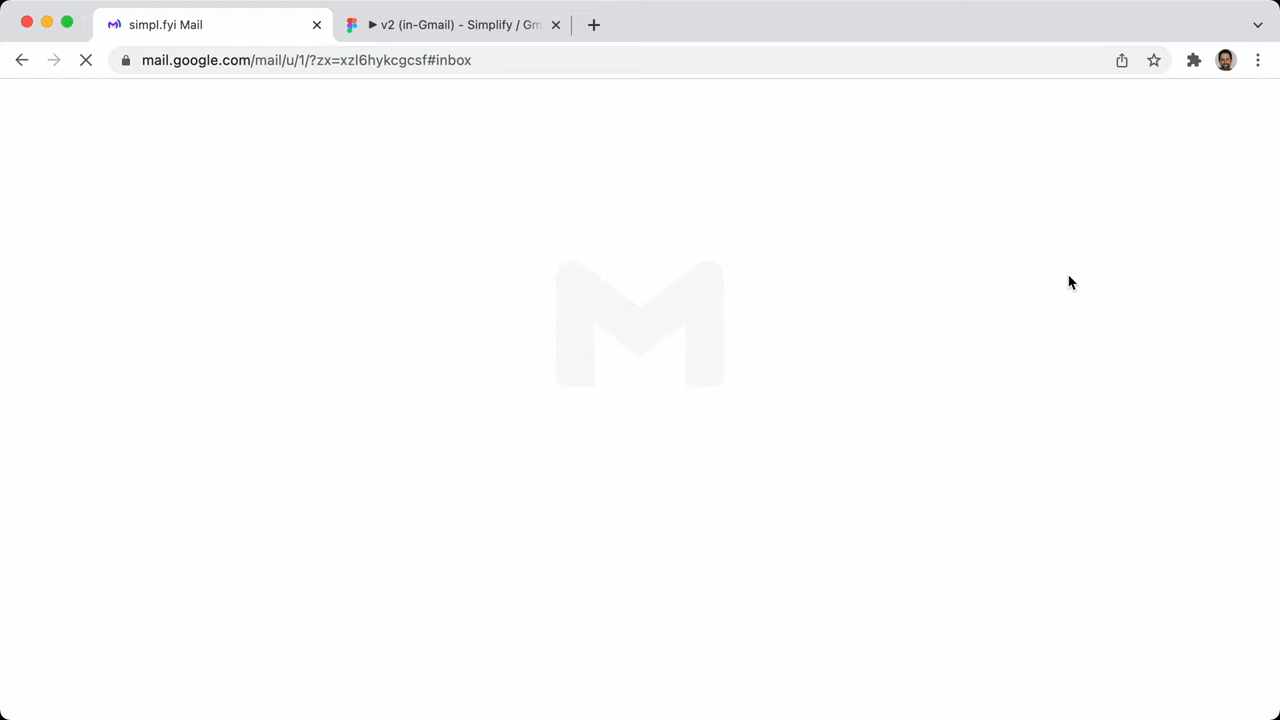 simpl.fyi Mail
v2 (in-Gmail) - Simplify / Gm
mail.google.com/mail/u/1/?zx=xzl6hykcgcsf#inbox